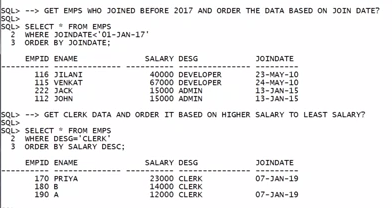 SQL> --> GET EMPS WHO JOINED BEFORE 2017 AND ORDER THE DATA BASED ON JOIN DATE?
SQL>
SQL> SELECT * FROM EMPS
2 WHERE JOINDATE<'01-JAN-17'
3 ORDER BY JOINDATE;
EMPID ENAME SALARY DESG JOINDATE
---------- ---------- ---------- ---------- ---------
116 JILANI 40000 DEVELOPER 23-MAY-10
115 VENKAT 67000 DEVELOPER 23-MAY-10
222 JACK 15000 ADMIN 13-JAN-15
112 JOHN 15000 ADMIN 13-JAN-15
SQL> --> GET CLERK DATA AND ORDER IT BASED ON HIGHER SALARY TO LEAST SALARY?
SQL>
SQL> SELECT * FROM EMPS
2 WHERE DESG='CLERK'
3 ORDER BY SALARY DESC;
EMPID ENAME SALARY DESG JOINDATE
---------- ---------- ---------- ---------- ---------
170 PRIYA 23000 CLERK 07-JAN-19
180 B 14000 CLERK
190 A 12000 CLERK 07-JAN-19